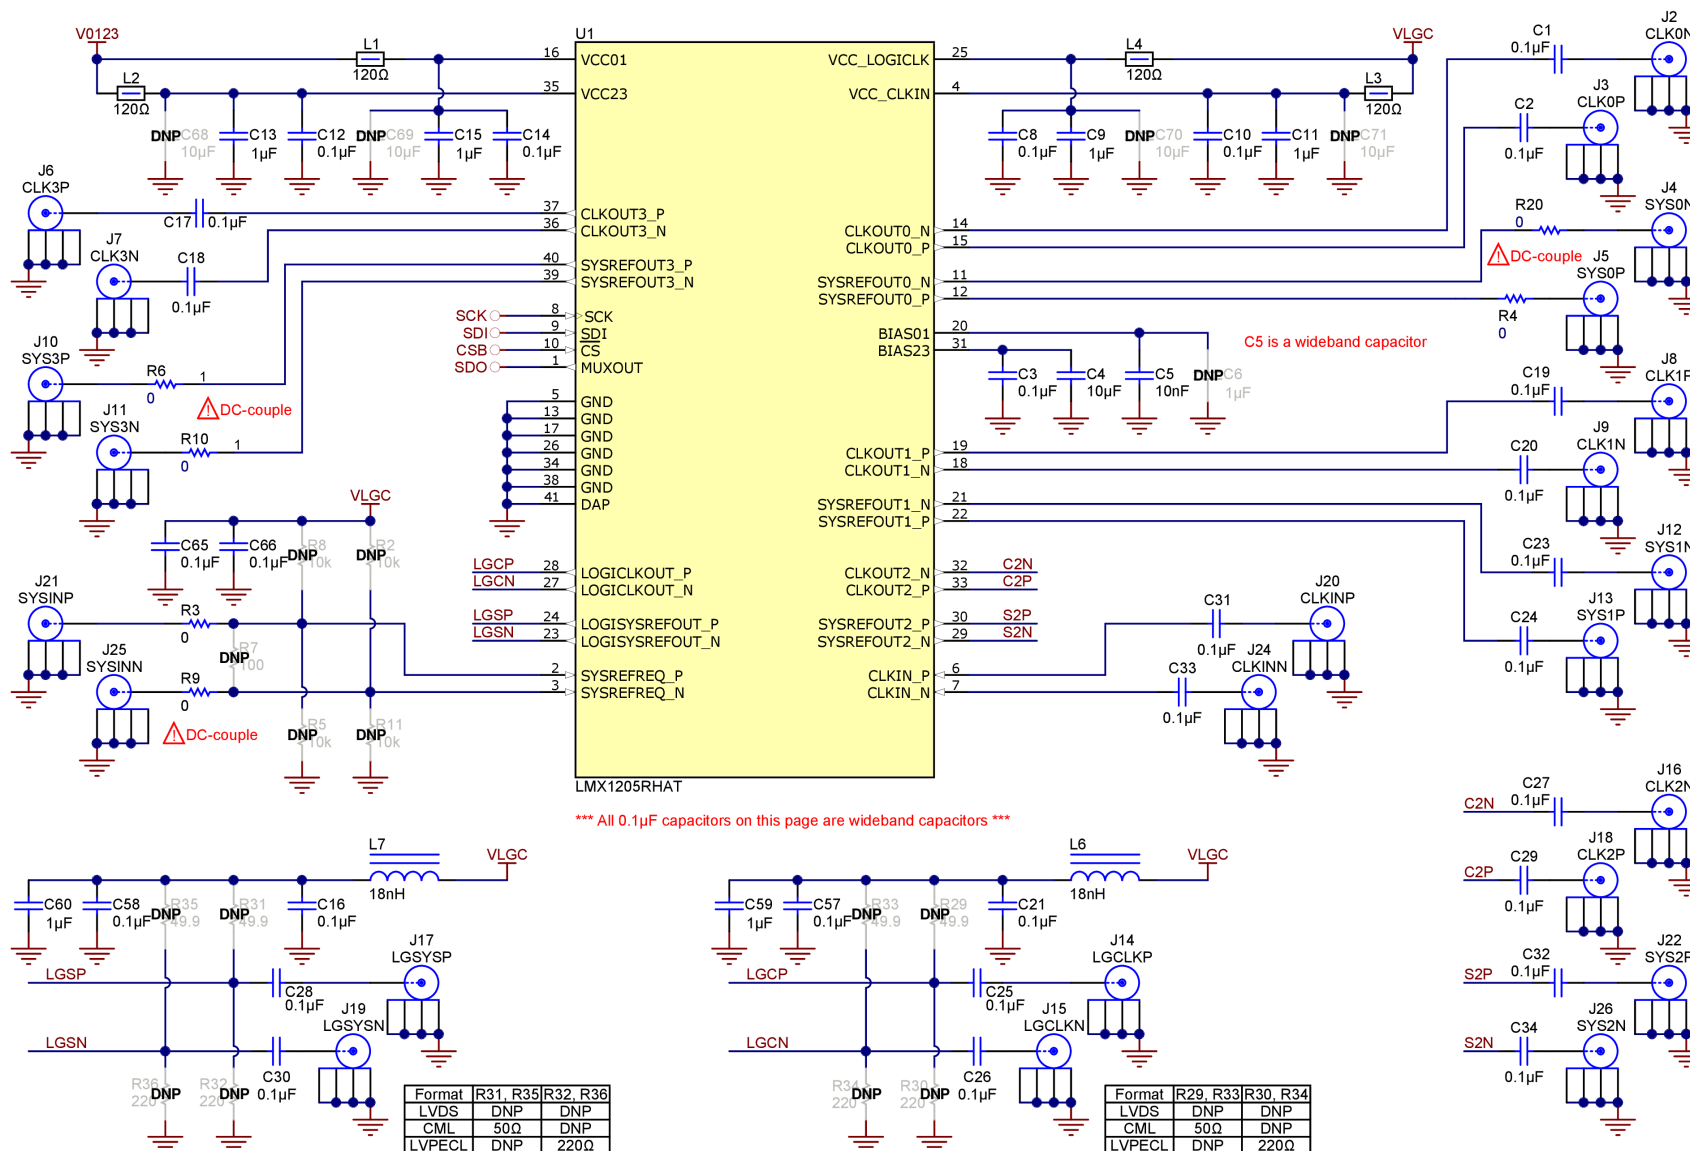 V0123
L1
120Ω
L2
120Ω
DNP C68
10µF
C13
1µF
C12
0.1µF
DNP C69
10µF
C15
1µF
C14
0.1µF
U1
16 VCC01
35 VCC23
37 CLKOUT3_P
36 CLKOUT3_N
40 SYSREFOUT3_P
39 SYSREFOUT3_N
SCK 8 SCK
SDI 9 SDI
CSB 10 CS
SDO 1 MUXOUT
5 GND
13 GND
17 GND
26 GND
34 GND
38 GND
41 DAP
LGCP 28 LOGICLKOUT_P
LGCN 27 LOGICLKOUT_N
LGSP 24 LOGISYSREFOUT_P
LGSN 23 LOGISYSREFOUT_N
2 SYSREFREQ_P
3 SYSREFREQ_N
VCC_LOGICLK 25
VCC_CLKIN 4
CLKOUT0_N 14
CLKOUT0_P 15
SYSREFOUT0_N 11
SYSREFOUT0_P 12
BIAS01 20
BIAS23 31
CLKOUT1_P 19
CLKOUT1_N 18
SYSREFOUT1_N 21
SYSREFOUT1_P 22
CLKOUT2_N 32 C2N
CLKOUT2_P 33 C2P
SYSREFOUT2_P 30 S2P
SYSREFOUT2_N 29 S2N
CLKIN_P 6
CLKIN_N 7
LMX1205RHAT
*** All 0.1µF capacitors on this page are wideband capacitors ***
J6
CLK3P
C17 0.1µF
J7
CLK3N
C18
0.1µF
J10
SYS3P
R6
0
1
DC-couple
J11
SYS3N
R10
0
1
VLGC
C65
0.1µF
C66
0.1µF
DNP R8
10k
DNP R2
10k
J21
SYSINP
R3
0
DNP R7
100
J25
SYSINN
R9
0
DC-couple
DNP R5
10k
DNP R11
10k
L4
120Ω
VLGC
L3
120Ω
C8
0.1µF
C9
1µF
DNP C70
10µF
C10
0.1µF
C11
1µF
DNP C71
10µF
C1
0.1µF
J2
CLK0N
C2
0.1µF
J3
CLK0P
R20
0
J4
SYS0N
DC-couple
J5
SYS0P
R4
0
C5 is a wideband capacitor
C3
0.1µF
C4
10µF
C5
10nF
DNP C6
1µF
C19
0.1µF
J8
CLK1P
C20
0.1µF
J9
CLK1N
C23
0.1µF
J12
SYS1N
C24
0.1µF
J13
SYS1P
C31
0.1µF
J20
CLKINP
C33
0.1µF
J24
CLKINN
C2N
C27
0.1µF
J16
CLK2N
C2P
C29
0.1µF
J18
CLK2P
S2P
C32
0.1µF
J22
SYS2P
S2N
C34
0.1µF
J26
SYS2N
L7
18nH
VLGC
C60
1µF
C58
0.1µF
DNP R35
49.9
DNP R31
49.9
C16
0.1µF
LGSP
C28
0.1µF
J17
LGSYSP
LGSN
C30
0.1µF
J19
LGSYSN
R36 DNP
220
R32 DNP
220
Format R31, R35 R32, R36
LVDS DNP DNP
CML 50Ω DNP
LVPECL DNP 220Ω
L6
18nH
VLGC
C59
1µF
C57
0.1µF
DNP R33
49.9
DNP R29
49.9
C21
0.1µF
LGCP
C25
0.1µF
J14
LGCLKP
LGCN
C26
0.1µF
J15
LGCLKN
R34 DNP
220
R30 DNP
220
Format R29, R33 R30, R34
LVDS DNP DNP
CML 50Ω DNP
LVPECL DNP 220Ω